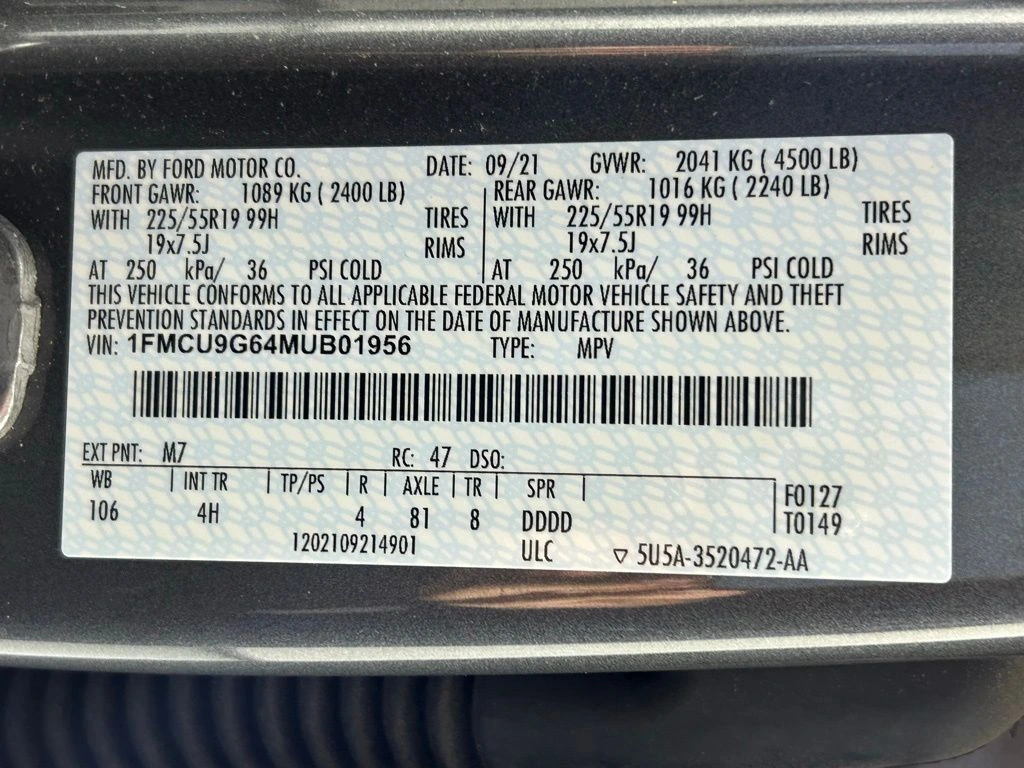 MFD. BY FORD MOTOR CO. DATE: 09/21 GVWR: 2041 KG ( 4500 LB)
FRONT GAWR: 1089 KG ( 2400 LB) REAR GAWR: 1016 KG ( 2240 LB)
WITH 225/55R19 99H TIRES WITH 225/55R19 99H TIRES
19x7.5J RIMS 19x7.5J RIMS
AT 250 kPa/ 36 PSI COLD AT 250 kPa/ 36 PSI COLD
THIS VEHICLE CONFORMS TO ALL APPLICABLE FEDERAL MOTOR VEHICLE SAFETY AND THEFT
PREVENTION STANDARDS IN EFFECT ON THE DATE OF MANUFACTURE SHOWN ABOVE.
VIN: 1FMCU9G64MUB01956 TYPE: MPV
EXT PNT: M7 RC: 47 DSO:
WB INT TR TP/PS R AXLE TR SPR F0127
106 4H 4 81 8 DDDD T0149
1202109214901 ULC 5U5A-3520472-AA